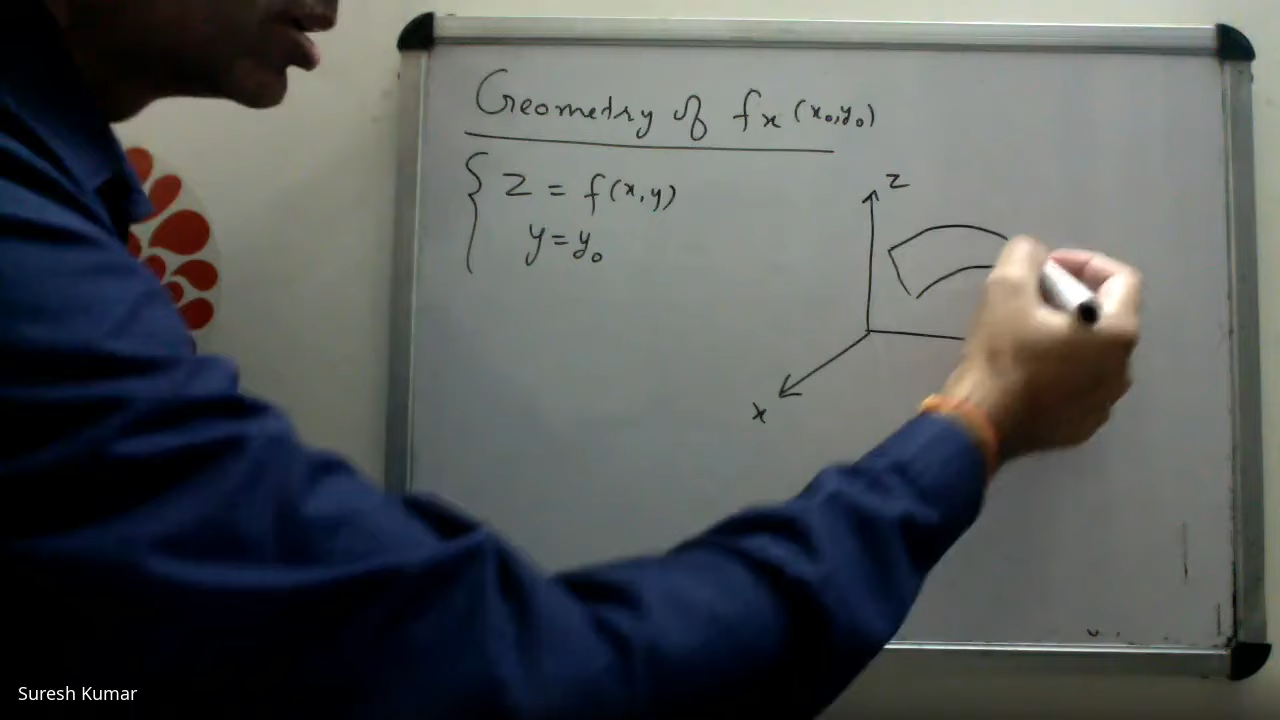 Geometry of fx(x₀,y₀)
z = f(x,y)
y = y₀
z
x
Suresh Kumar